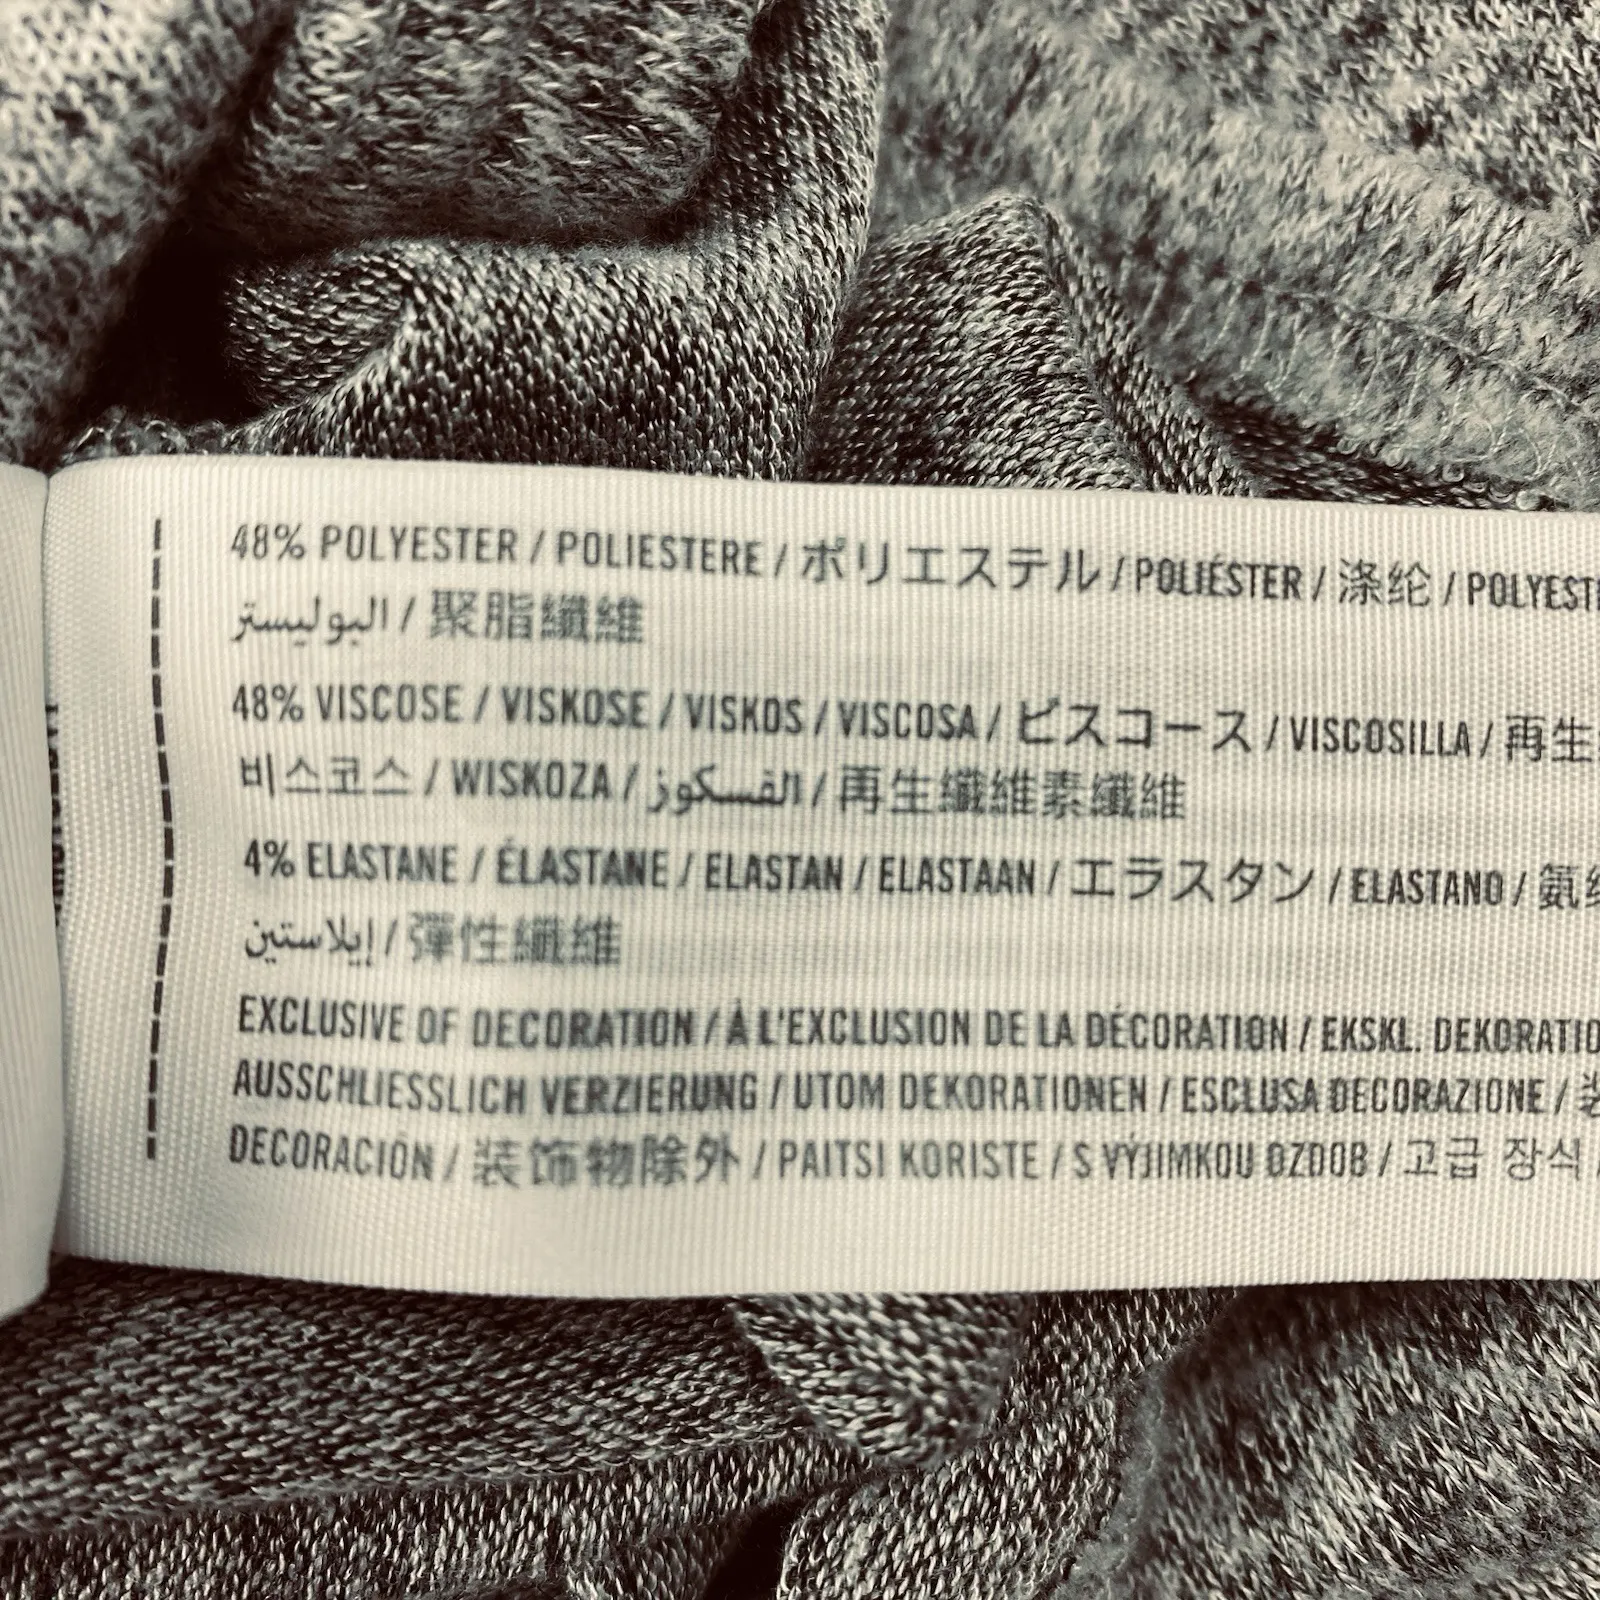 48% POLYESTER / POLIESTERE / ポリエステル / POLIÉSTER / 涤纶 /
البوليستر / 聚脂纖維
48% VISCOSE / VISKOSE / VISKOS / VISCOSA / ビスコース / VISCOSILLA / 再生
비스코스 / WISKOZA / الفسكوز / 再生纖維素纖維
4% ELASTANE / ÉLASTANE / ELASTAN / ELASTAAN / エラスタン / ELASTANO / 氨
إيلاستين / 彈性纖維
EXCLUSIVE OF DECORATION / À L'EXCLUSION DE LA DÉCORATION / EKSKL.
AUSSCHLIESSLICH VERZIERUNG / UTOM DEKORATIONEN / ESCLUSA DECORAZIONE /
DECORACIÓN / 装饰物除外 / PAITSI KORISTE / S VÝJIMKOU OZDOB / 고급 장식